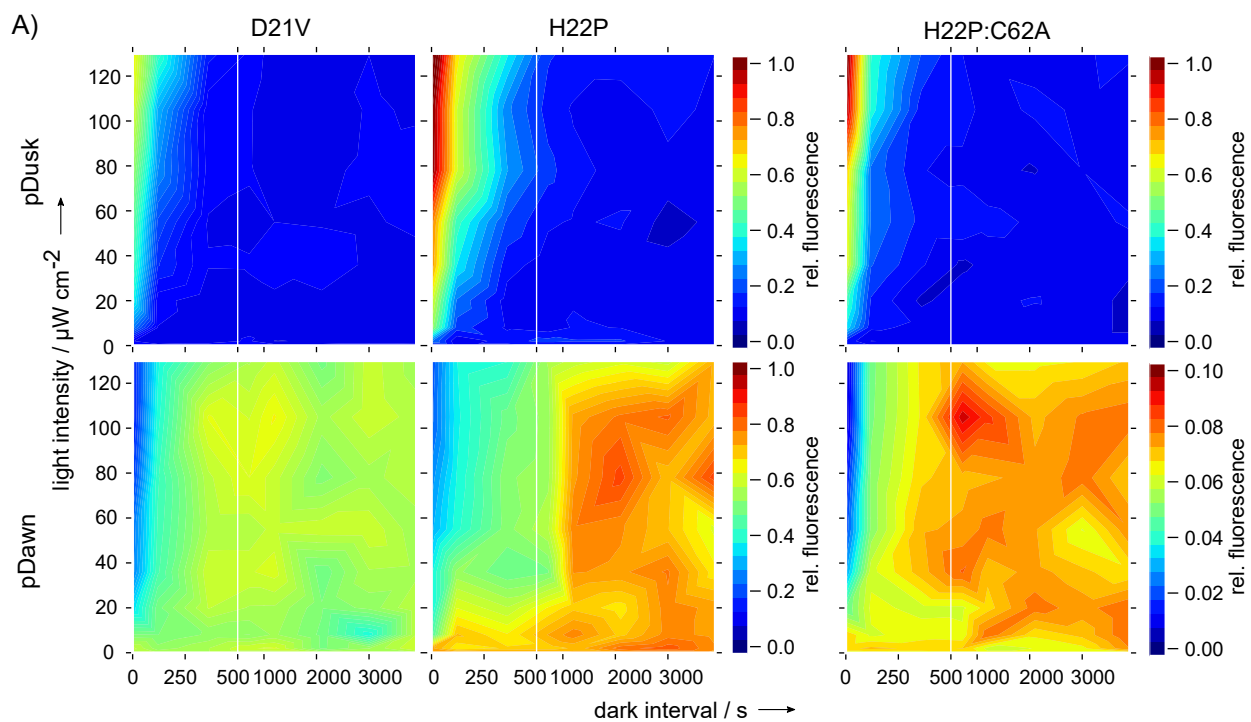 A)
D21V
H22P
H22P:C62A
pDusk
120
100
80
60
40
20
0
1.0
0.8
0.6
0.4
0.2
0.0
rel. fluorescence
1.0
0.8
0.6
0.4
0.2
0.0
rel. fluorescence
light intensity / µW cm-2
pDawn
120
100
80
60
40
20
0
1.0
0.8
0.6
0.4
0.2
0.0
rel. fluorescence
0.10
0.08
0.06
0.04
0.02
0.00
rel. fluorescence
0 250 500 1000 2000 3000
0 250 500 1000 2000 3000
0 250 500 1000 2000 3000
dark interval / s